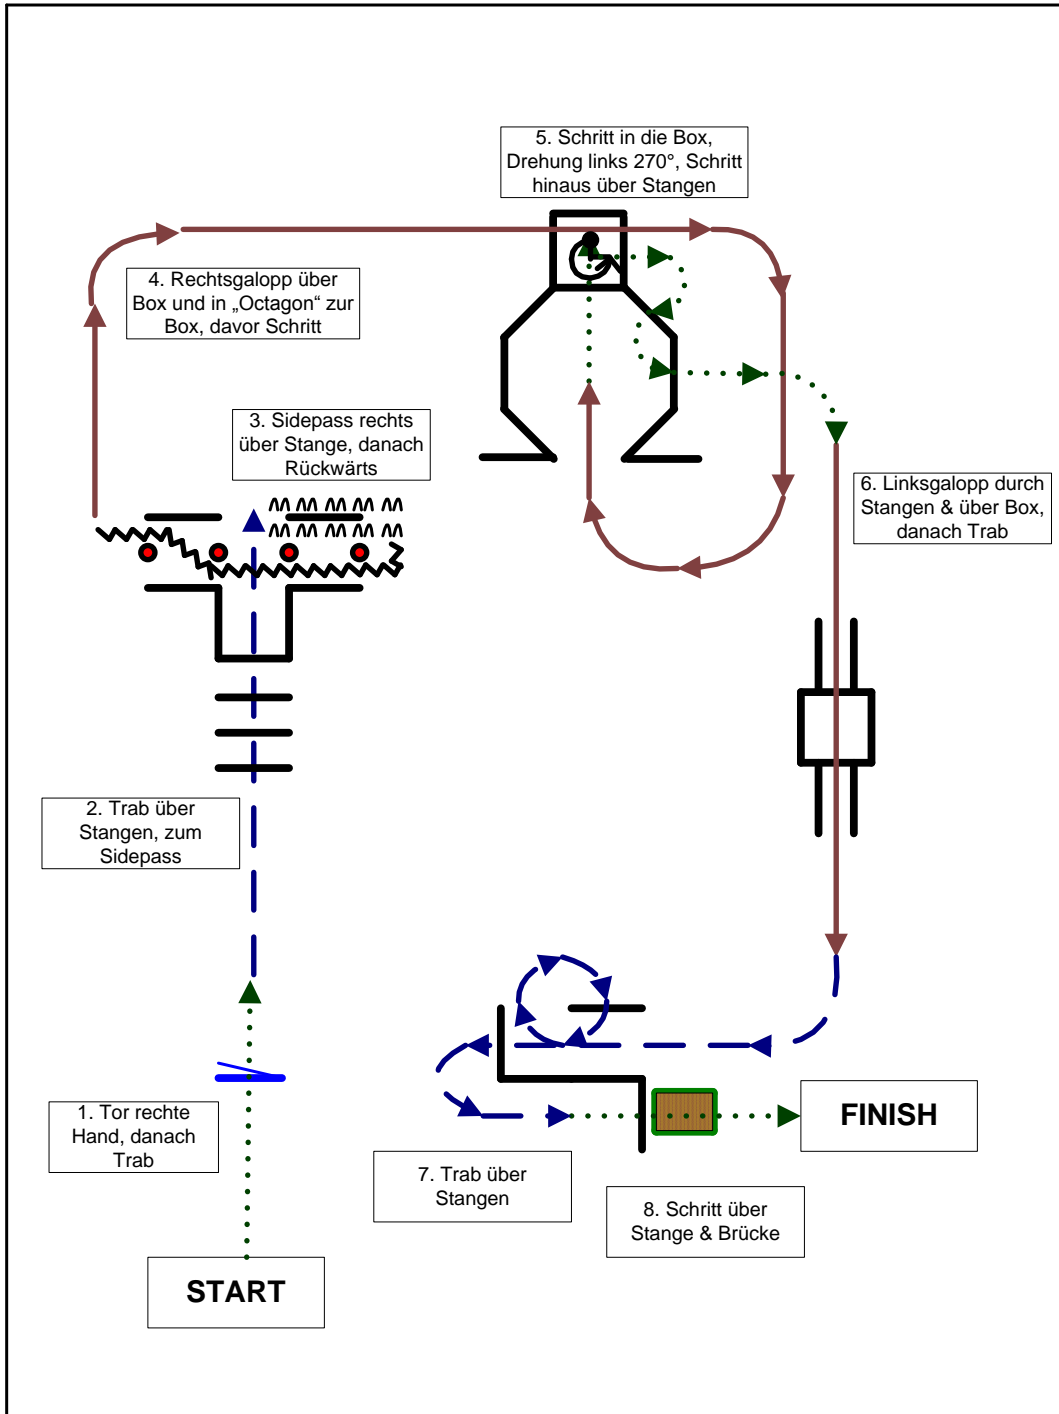 5. Schritt in die Box,
Drehung links 270°, Schritt
hinaus über Stangen
4. Rechtsgalopp über
Box und in „Octagon“ zur
Box, davor Schritt
3. Sidepass rechts
über Stange, danach
Rückwärts
6. Linksgalopp durch
Stangen & über Box,
danach Trab
2. Trab über
Stangen, zum
Sidepass
1. Tor rechte
Hand, danach
Trab
FINISH
7. Trab über
Stangen
8. Schritt über
Stange & Brücke
START